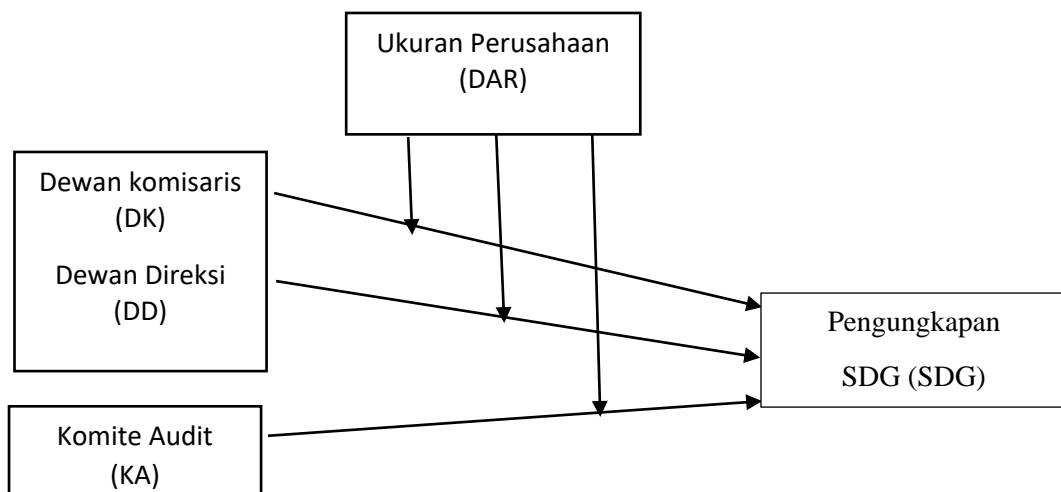 Ukuran Perusahaan
(DAR)
Dewan komisaris
(DK)
Dewan Direksi
(DD)
Pengungkapan
SDG (SDG)
Komite Audit
(KA)